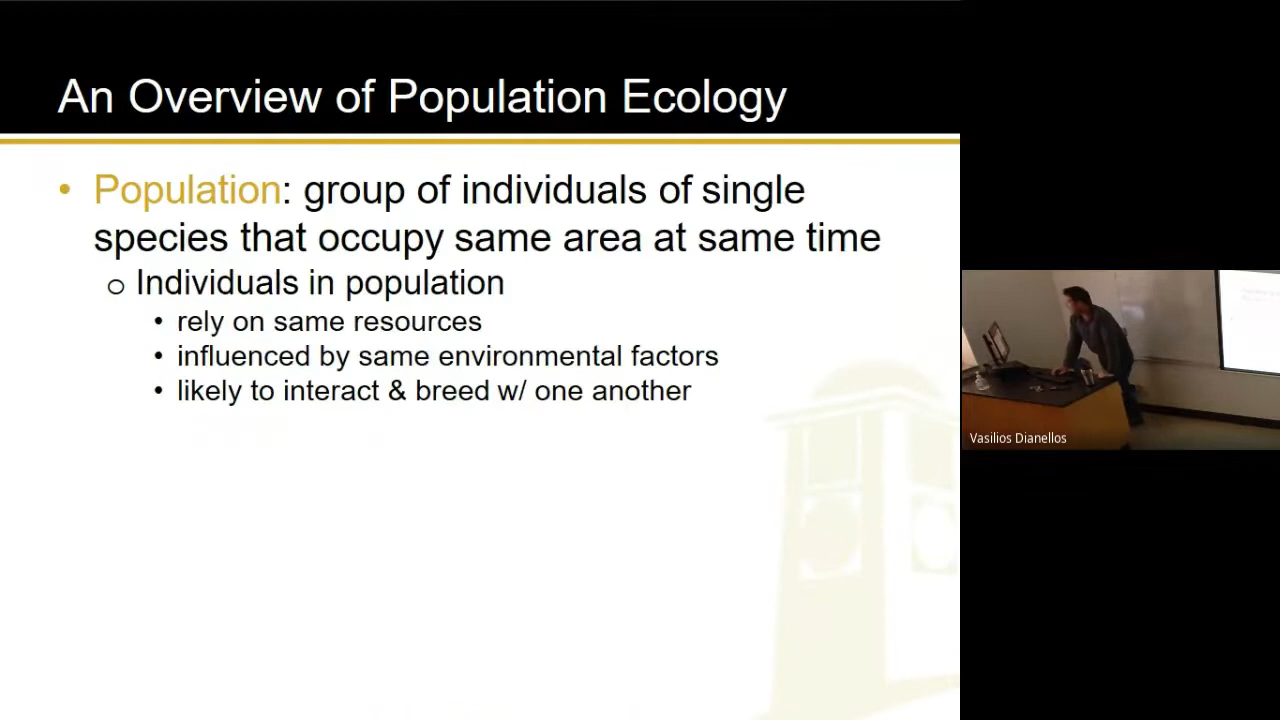 An Overview of Population Ecology
• Population: group of individuals of single
species that occupy same area at same time
o Individuals in population
• rely on same resources
• influenced by same environmental factors
• likely to interact & breed w/ one another
Vasilios Dianellos